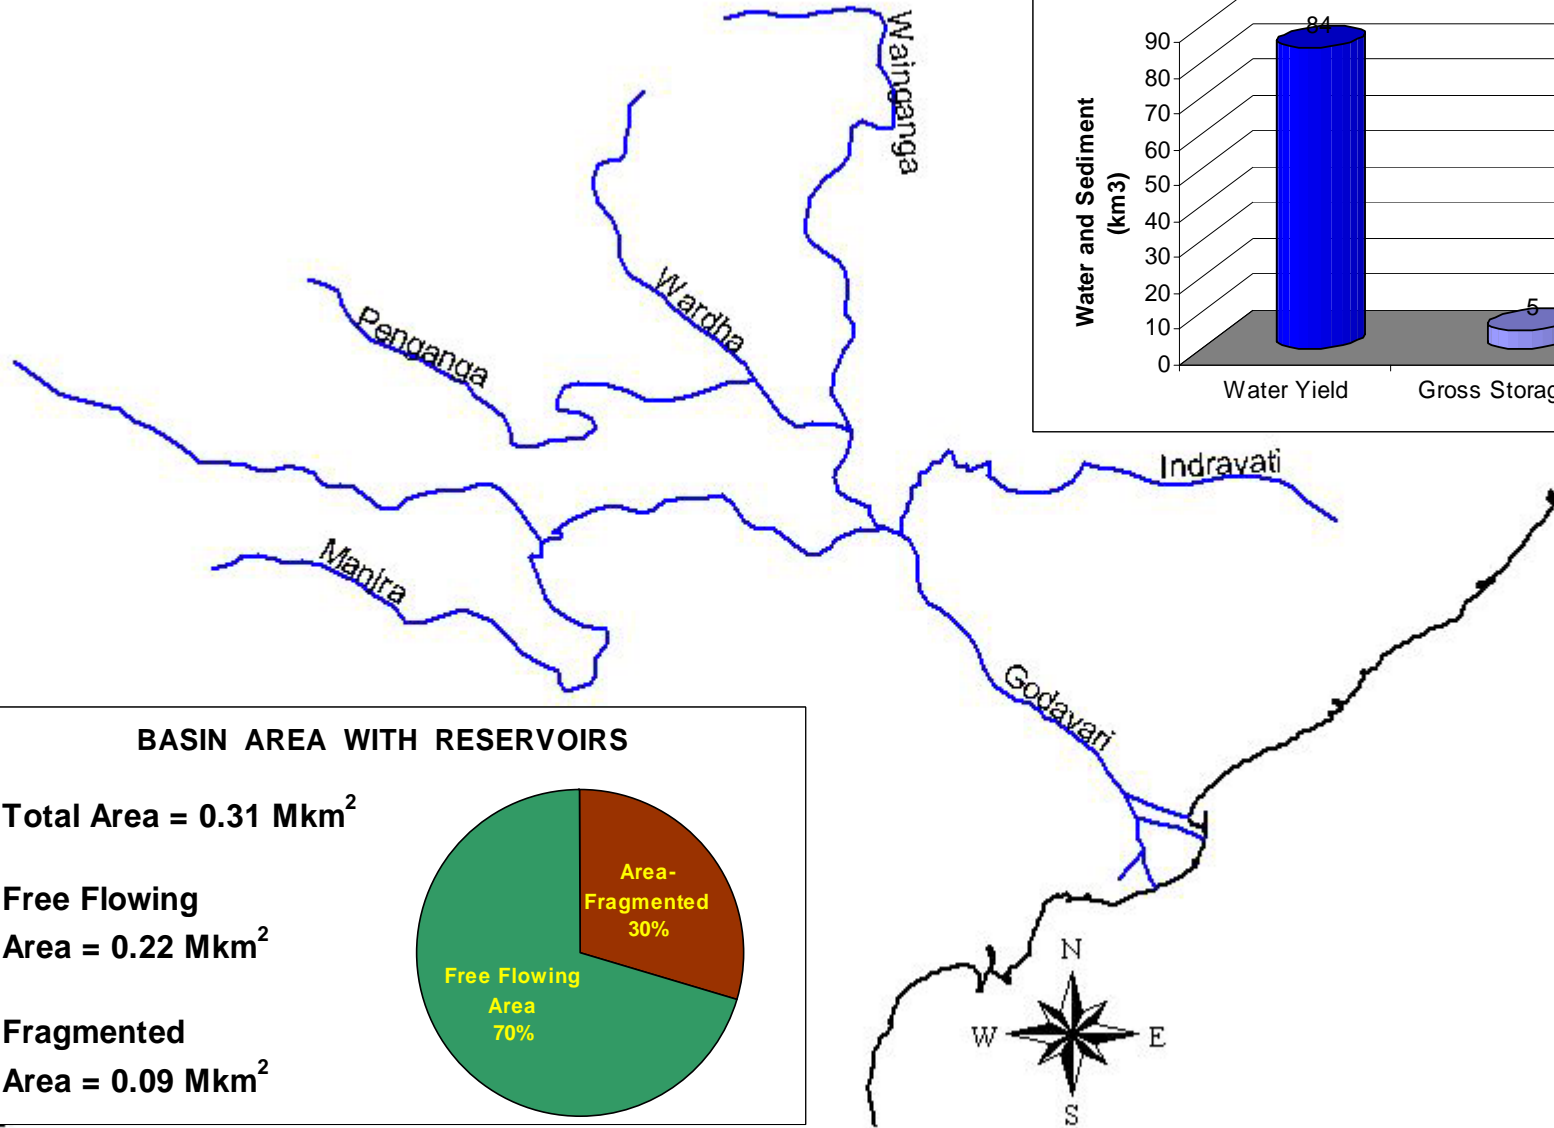 Wainganga
84
90
80
70
60
50
40
30
20
10
0
Water and Sediment
(km3)
5
Water Yield
Gross Storag
Wardha
Penganga
Indravati
Manjra
Godavari
BASIN AREA WITH RESERVOIRS
Total Area = 0.31 Mkm²
Free Flowing
Area = 0.22 Mkm²
Fragmented
Area = 0.09 Mkm²
Area-
Fragmented
30%
Free Flowing
Area
70%
N
W
E
S